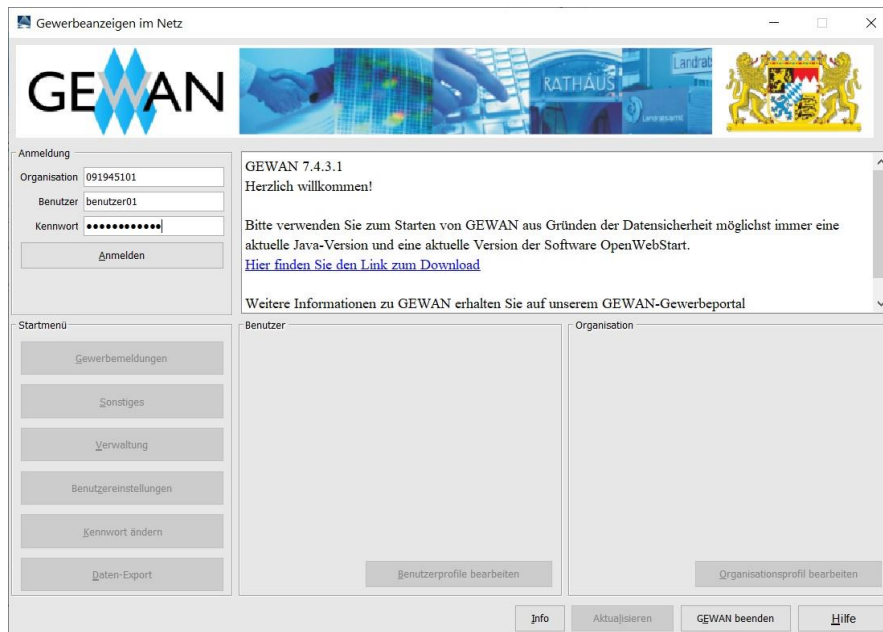 Gewerbeanzeigen im Netz
GEWAN
RATHAUS
Landrats
Landratsamt
Anmeldung
Organisation 091945101
Benutzer benutzer01
Kennwort ●●●●●●●●●●●●
Anmelden
GEWAN 7.4.3.1
Herzlich willkommen!
Bitte verwenden Sie zum Starten von GEWAN aus Gründen der Datensicherheit möglichst immer eine
aktuelle Java-Version und eine aktuelle Version der Software OpenWebStart.
Hier finden Sie den Link zum Download
Weitere Informationen zu GEWAN erhalten Sie auf unserem GEWAN-Gewerbeportal
Startmenü
Gewerbemeldungen
Sonstiges
Verwaltung
Benutzereinstellungen
Kennwort ändern
Daten-Export
Benutzer
Benutzerprofile bearbeiten
Organisation
Organisationsprofil bearbeiten
Info
Aktualisieren
GEWAN beenden
Hilfe